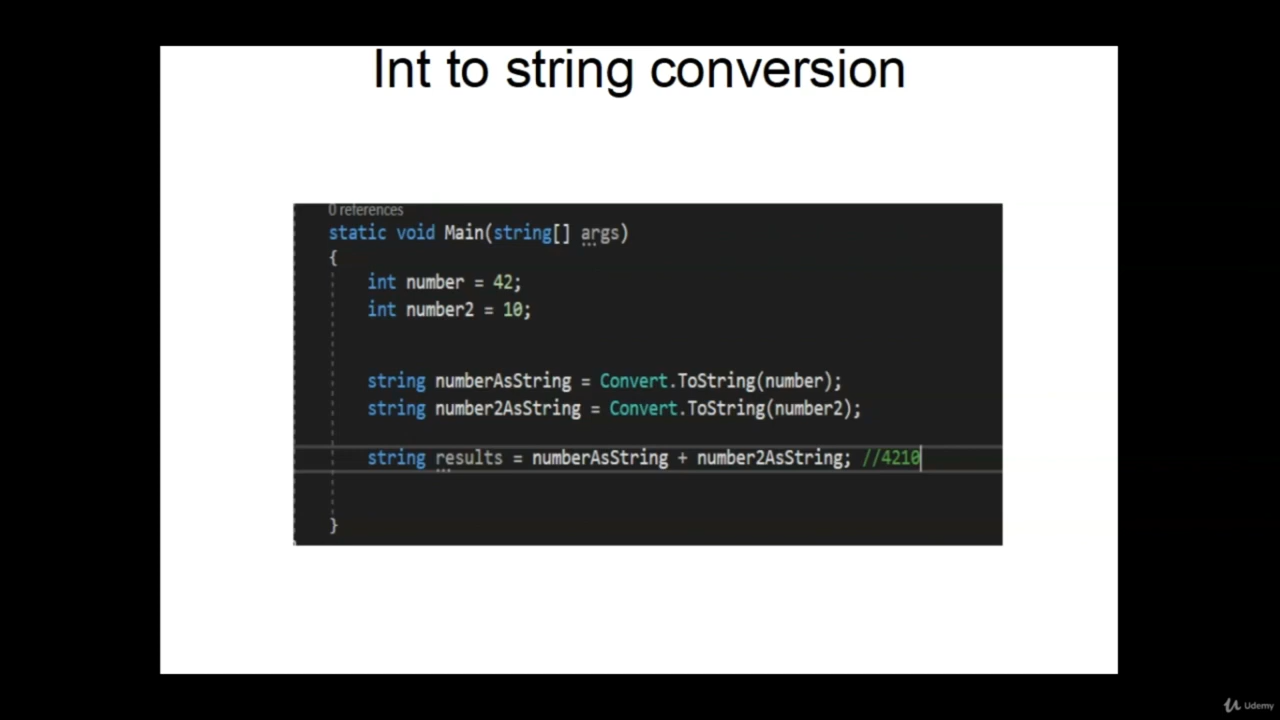 Int to string conversion
0 references
static void Main(string[] args)
{
int number = 42;
int number2 = 10;
string numberAsString = Convert.ToString(number);
string number2AsString = Convert.ToString(number2);
string results = numberAsString + number2AsString; //4210
}
Udemy